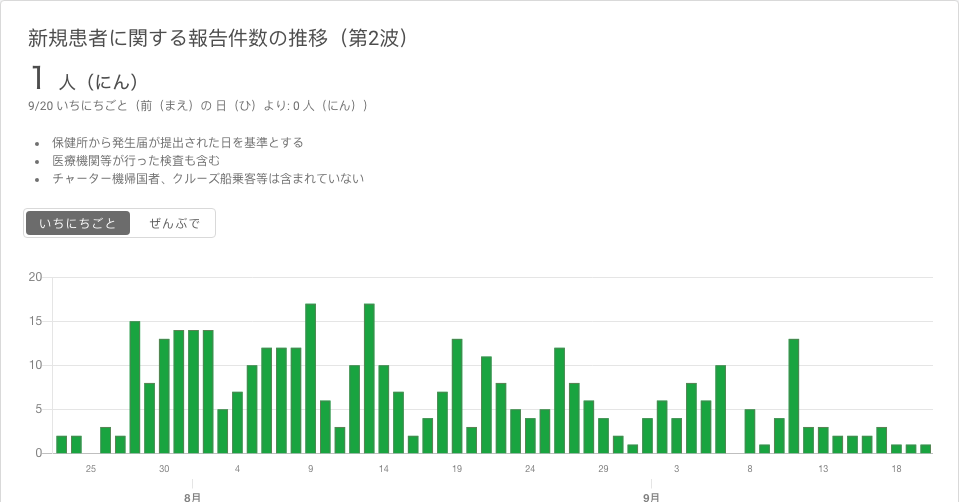 新規患者に関する報告件数の推移（第2波）
1 人（にん）
9/20 いちにちごと（前（まえ）の 日（ひ）より: 0 人（にん））
保健所から発生届が提出された日を基準とする
医療機関等が行った検査も含む
チャーター機帰国者、クルーズ船乗客等は含まれていない
いちにちごと ぜんぶで
20
15
10
5
0
25 30 4 9 14 19 24 29 3 8 13 18
8月 9月